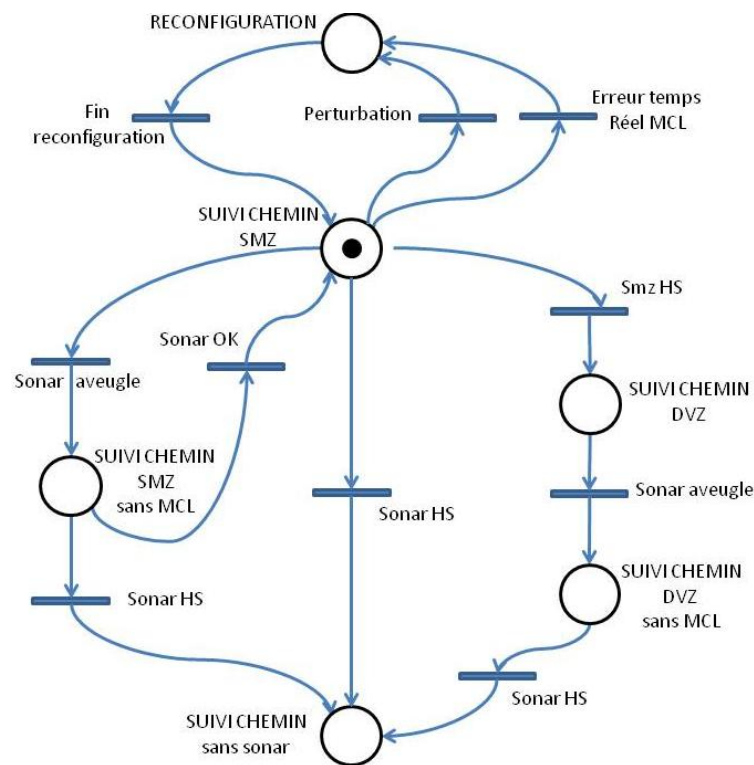 RECONFIGURATION
Fin
reconfiguration
Perturbation
Erreur temps
Réel MCL
SUIVI CHEMIN
SMZ
Smz HS
Sonar OK
Sonar aveugle
SUIVI CHEMIN
DVZ
SUIVI CHEMIN
SMZ
sans MCL
Sonar HS
Sonar aveugle
Sonar HS
SUIVI CHEMIN
DVZ
sans MCL
Sonar HS
SUIVI CHEMIN
sans sonar